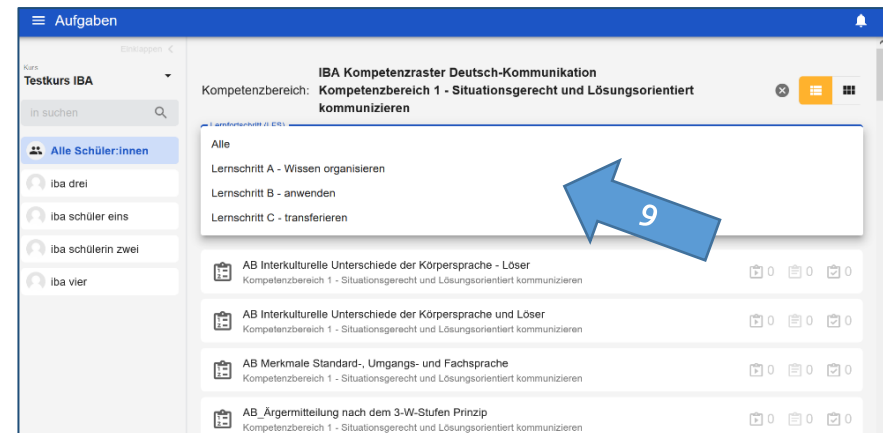 Aufgaben
Einklappen
Kurs
Testkurs IBA
in suchen
Alle Schüler:innen
iba drei
iba schüler eins
iba schülerin zwei
iba vier
Kompetenzbereich:
IBA Kompetenzraster Deutsch-Kommunikation
Kompetenzbereich 1 - Situationsgerecht und Lösungsorientiert
kommunizieren
Lernfortschritt (LFS)
Alle
Lernschritt A - Wissen organisieren
Lernschritt B - anwenden
Lernschritt C - transferieren
9
AB Interkulturelle Unterschiede der Körpersprache - Löser
Kompetenzbereich 1 - Situationsgerecht und Lösungsorientiert kommunizieren
0 0 0
AB Interkulturelle Unterschiede der Körpersprache und Löser
Kompetenzbereich 1 - Situationsgerecht und Lösungsorientiert kommunizieren
0 0 0
AB Merkmale Standard-, Umgangs- und Fachsprache
Kompetenzbereich 1 - Situationsgerecht und Lösungsorientiert kommunizieren
0 0 0
AB_Ärgermitteilung nach dem 3-W-Stufen Prinzip
Kompetenzbereich 1 - Situationsgerecht und Lösungsorientiert kommunizieren
0 0 0